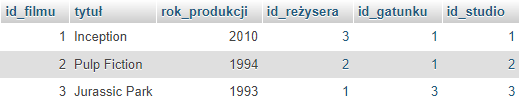 id_filmu tytuł rok_produkcji id_reżysera id_gatunku id_studio
1 Inception 2010 3 1 1
2 Pulp Fiction 1994 2 1 2
3 Jurassic Park 1993 1 3 3